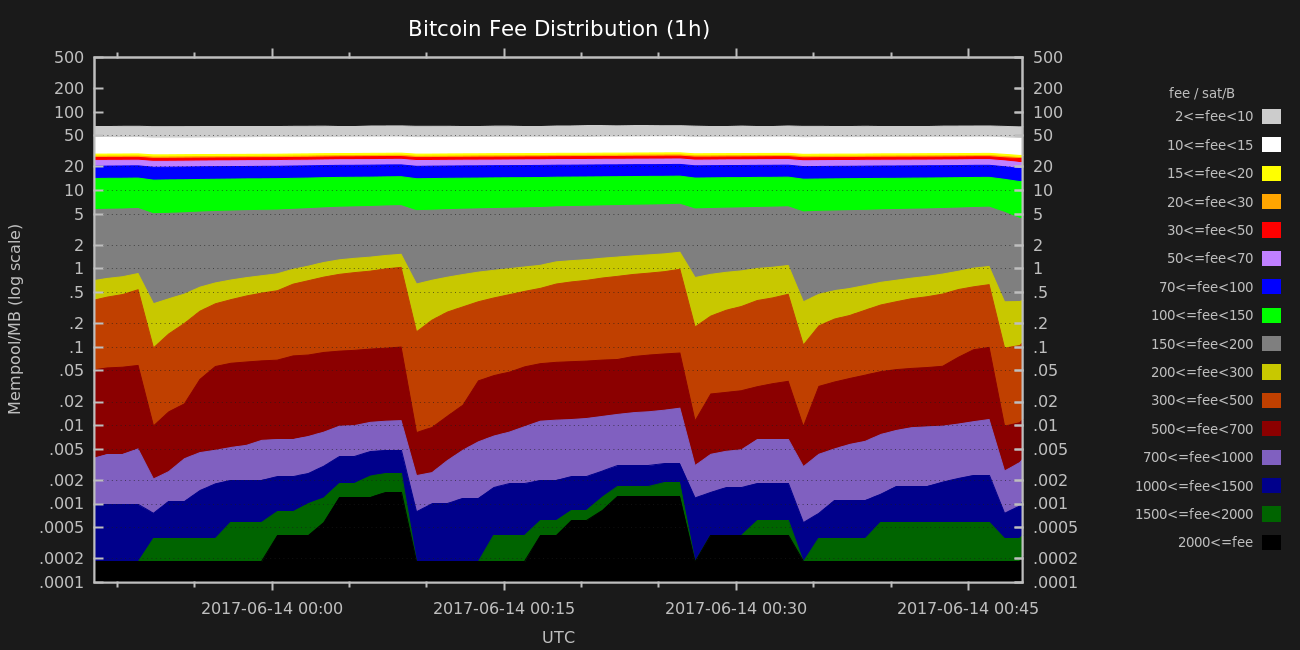 Bitcoin Fee Distribution (1h)
500 500
200 200
100 100
50 50
20 20
10 10
5 5
2 2
1 1
.5 .5
.2 .2
.1 .1
.05 .05
.02 .02
.01 .01
.005 .005
.002 .002
.001 .001
.0005 .0005
.0002 .0002
.0001 .0001
Mempool/MB (log scale)
2017-06-14 00:00 2017-06-14 00:15 2017-06-14 00:30 2017-06-14 00:45
UTC
fee / sat/B
2<=fee<10
10<=fee<15
15<=fee<20
20<=fee<30
30<=fee<50
50<=fee<70
70<=fee<100
100<=fee<150
150<=fee<200
200<=fee<300
300<=fee<500
500<=fee<700
700<=fee<1000
1000<=fee<1500
1500<=fee<2000
2000<=fee